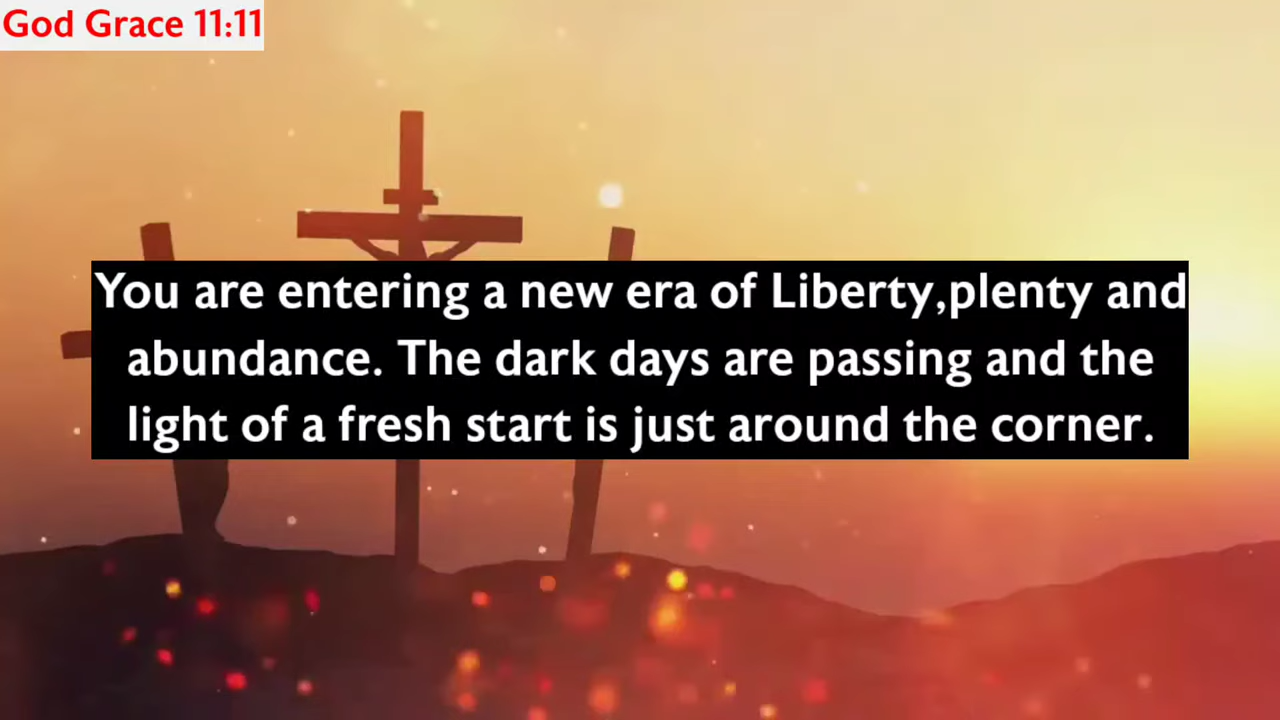 God Grace 11:11
You are entering a new era of Liberty,plenty and
abundance. The dark days are passing and the
light of a fresh start is just around the corner.